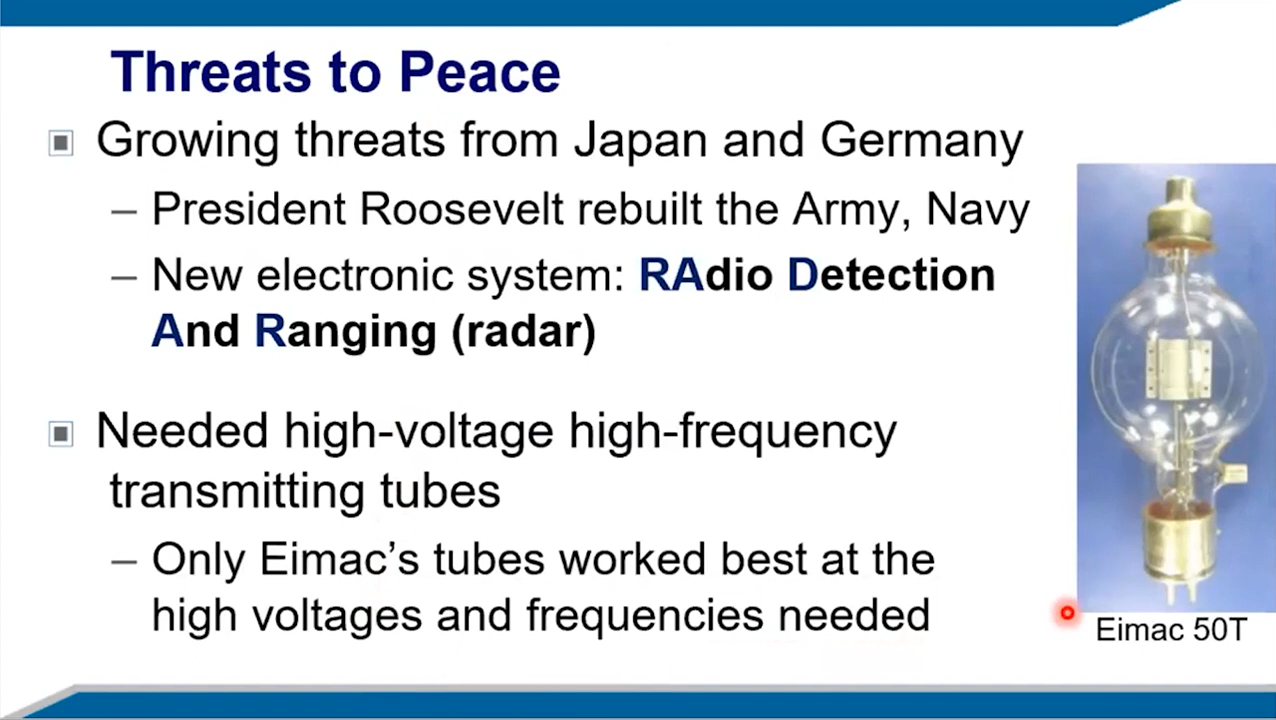 Threats to Peace
Growing threats from Japan and Germany
– President Roosevelt rebuilt the Army, Navy
– New electronic system: RAdio Detection
And Ranging (radar)
Needed high-voltage high-frequency
transmitting tubes
– Only Eimac’s tubes worked best at the
high voltages and frequencies needed
Eimac 50T